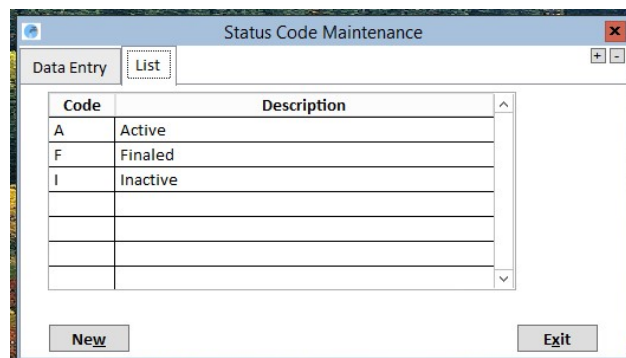 Status Code Maintenance x
Data Entry List + -
Code Description
A Active
F Finaled
I Inactive
New Exit